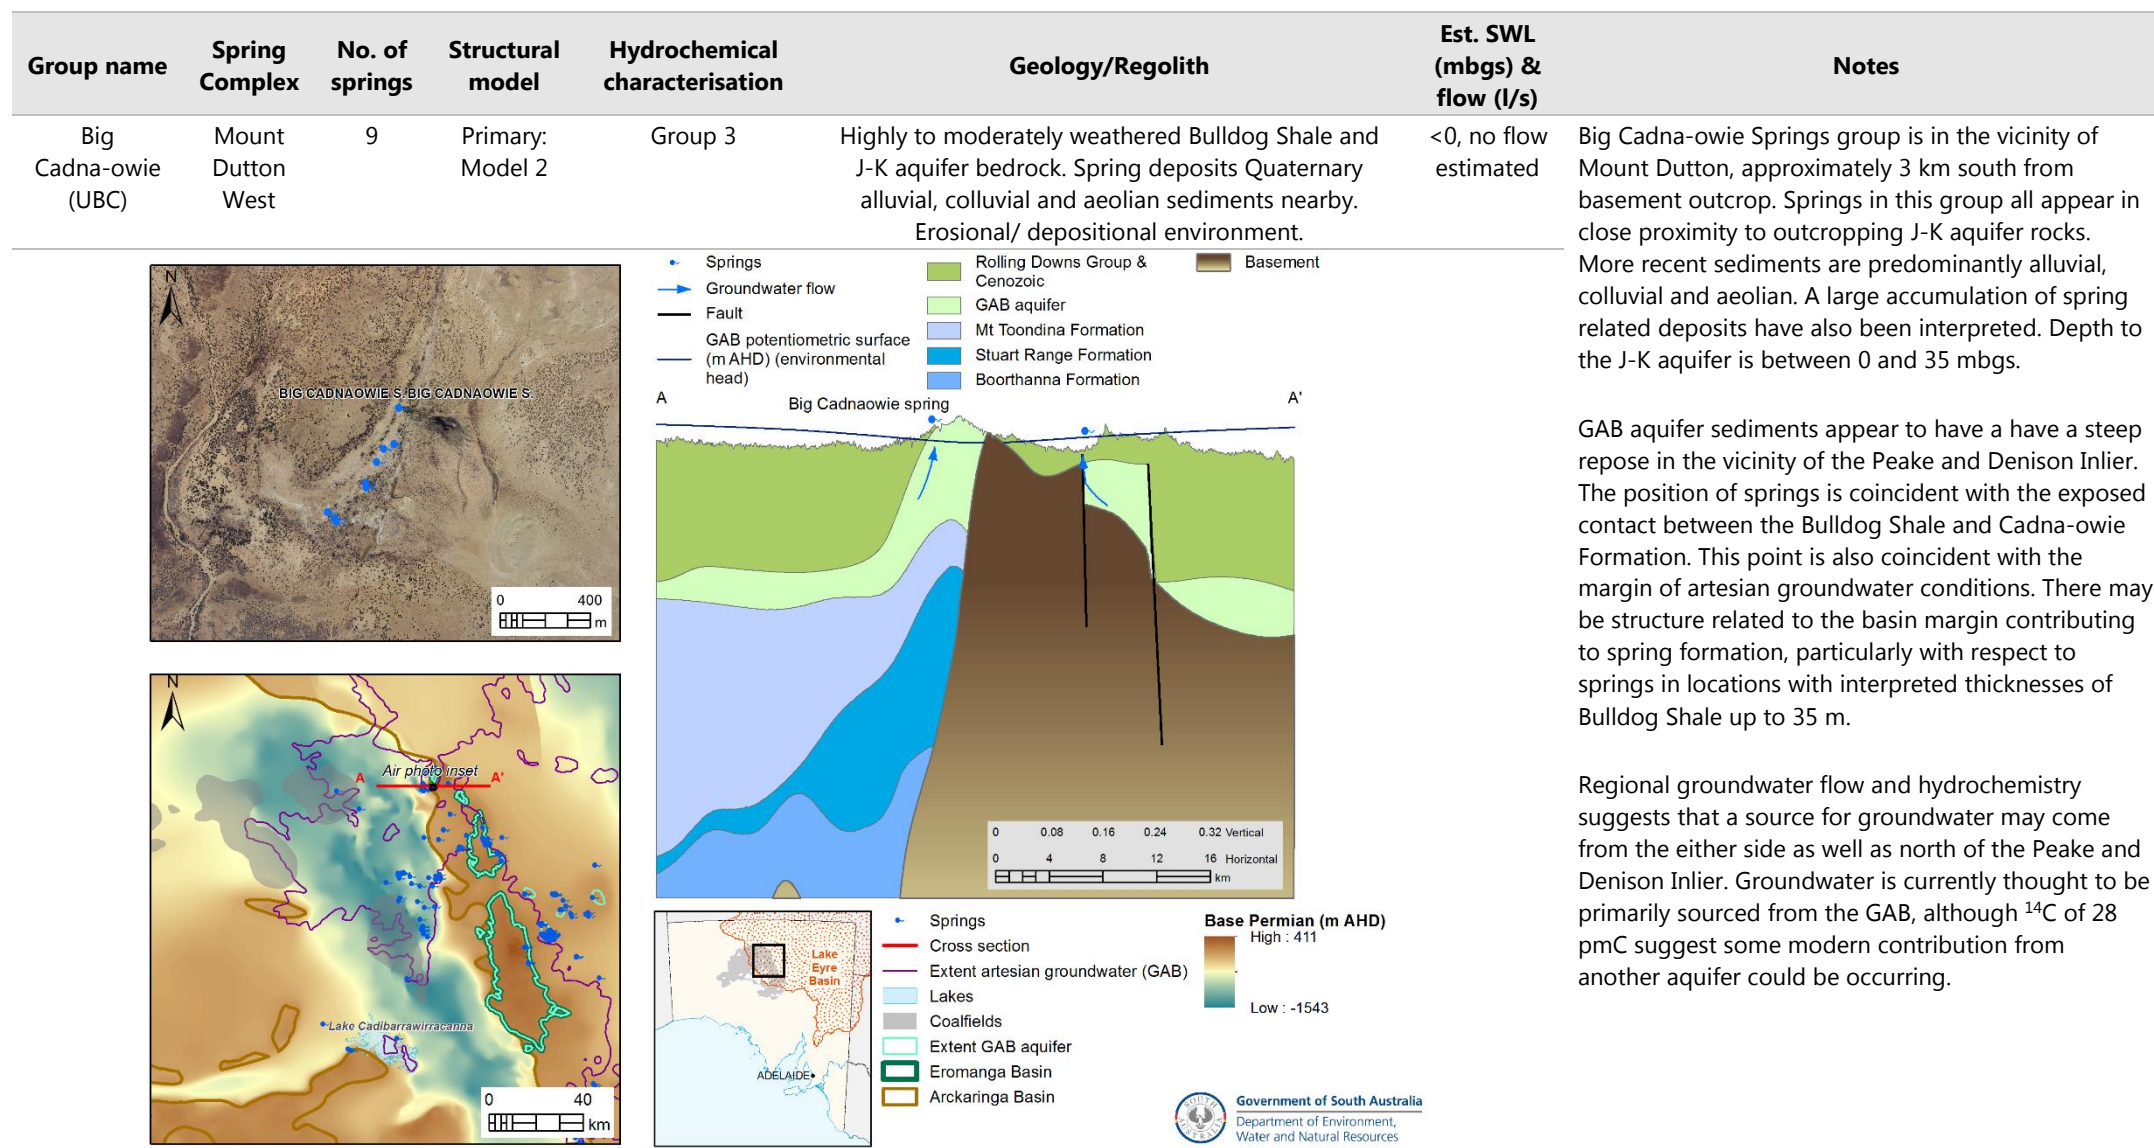 Group name
Spring
Complex
No. of
springs
Structural
model
Hydrochemical
characterisation
Geology/Regolith
Est. SWL
(mbgs) &
flow (l/s)
Notes
Big
Cadna-owie
(UBC)
Mount
Dutton
West
9
Primary:
Model 2
Group 3
Highly to moderately weathered Bulldog Shale and
J-K aquifer bedrock. Spring deposits Quaternary
alluvial, colluvial and aeolian sediments nearby.
Erosional/ depositional environment.
<0, no flow
estimated
Big Cadna-owie Springs group is in the vicinity of
Mount Dutton, approximately 3 km south from
basement outcrop. Springs in this group all appear in
close proximity to outcropping J-K aquifer rocks.
More recent sediments are predominantly alluvial,
colluvial and aeolian. A large accumulation of spring
related deposits have also been interpreted. Depth to
the J-K aquifer is between 0 and 35 mbgs.
GAB aquifer sediments appear to have a have a steep
repose in the vicinity of the Peake and Denison Inlier.
The position of springs is coincident with the exposed
contact between the Bulldog Shale and Cadna-owie
Formation. This point is also coincident with the
margin of artesian groundwater conditions. There may
be structure related to the basin margin contributing
to spring formation, particularly with respect to
springs in locations with interpreted thicknesses of
Bulldog Shale up to 35 m.
Regional groundwater flow and hydrochemistry
suggests that a source for groundwater may come
from the either side as well as north of the Peake and
Denison Inlier. Groundwater is currently thought to be
primarily sourced from the GAB, although 14C of 28
pmC suggest some modern contribution from
another aquifer could be occurring.
N
BIG CADNAOWIE S. BIG CADNAOWIE S.
0 400
m
Springs
Groundwater flow
Fault
GAB potentiometric surface
(m AHD) (environmental
head)
Rolling Downs Group &
Cenozoic
GAB aquifer
Mt Toondina Formation
Stuart Range Formation
Boorthanna Formation
Basement
A
Big Cadnaowie spring
A'
0 0.08 0.16 0.24 0.32 Vertical
0 4 8 12 16 Horizontal
km
N
Air photo inset
A
A'
Lake Cadibarrawirracanna
0 40
km
Lake
Eyre
Basin
ADELAIDE
Springs
Cross section
Extent artesian groundwater (GAB)
Lakes
Coalfields
Extent GAB aquifer
Eromanga Basin
Arckaringa Basin
Base Permian (m AHD)
High : 411
Low : -1543
SOUTH AUSTRALIA
Government of South Australia
Department of Environment,
Water and Natural Resources